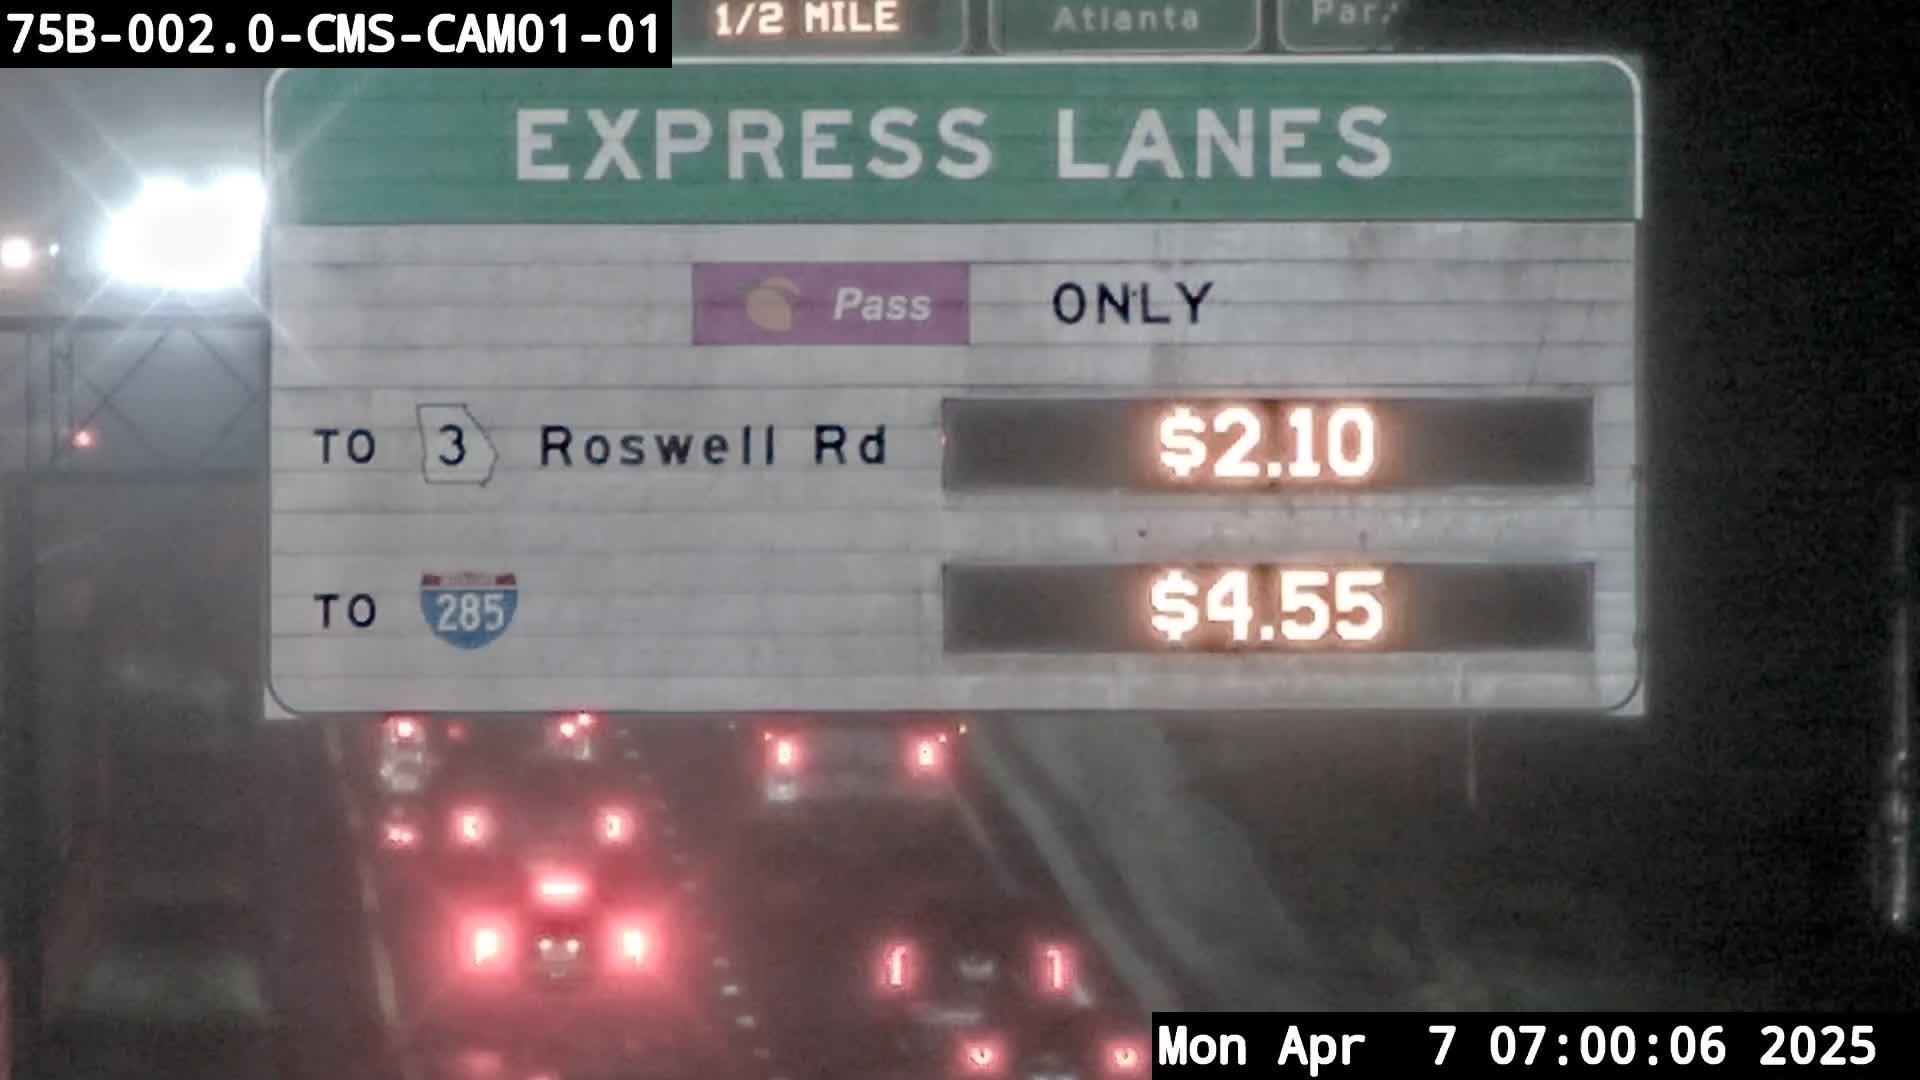 75B-002.0-CMS-CAM01-01
1/2 MILE
Atlanta
EXPRESS LANES
Pass ONLY
TO 3 Roswell Rd $2.10
TO 285 $4.55
Mon Apr 7 07:00:06 2025